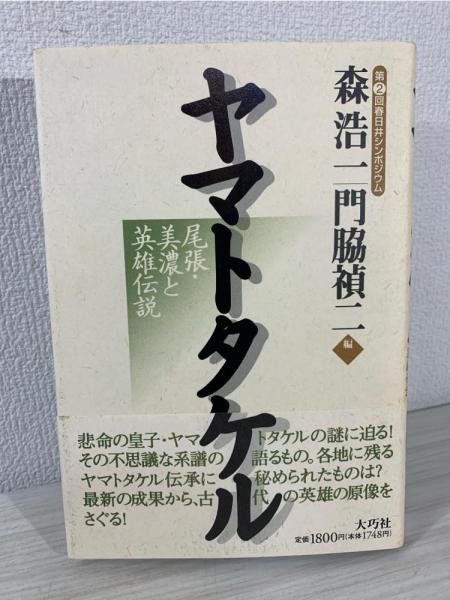 第2回春日井シンポジウム
森浩一 門脇禎二 編
ヤマトタケル
尾張・
美濃と
英雄伝説
悲命の皇子・ヤマトタケルの謎に迫る!
その不思議な系譜の語るもの。各地に残る
ヤマトタケル伝承に秘められたものは?
最新の成果から、古代の英雄の原像を
さぐる!
大巧社
定価1800円(本体1748円)